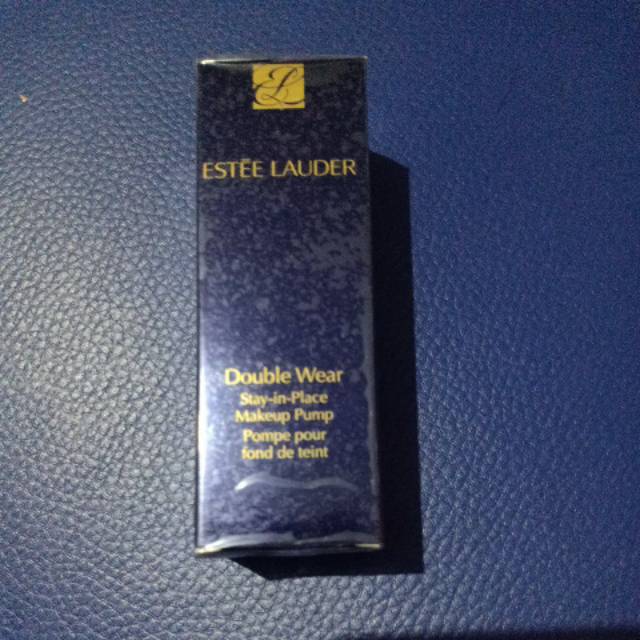 ESTĒE LAUDER
Double Wear
Stay-in-Place
Makeup Pump
Pompe pour
fond de teint